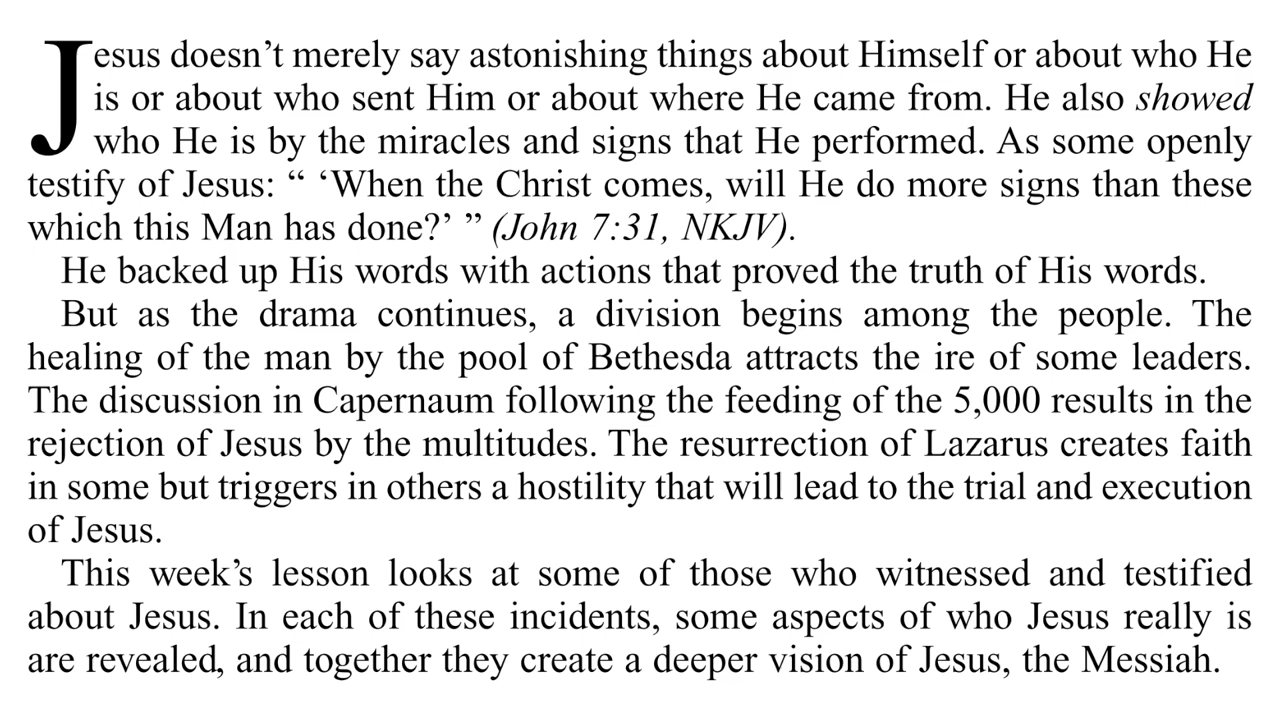 Jesus doesn’t merely say astonishing things about Himself or about who He
is or about who sent Him or about where He came from. He also showed
who He is by the miracles and signs that He performed. As some openly
testify of Jesus: “ ‘When the Christ comes, will He do more signs than these
which this Man has done?’ ” (John 7:31, NKJV).
He backed up His words with actions that proved the truth of His words.
But as the drama continues, a division begins among the people. The
healing of the man by the pool of Bethesda attracts the ire of some leaders.
The discussion in Capernaum following the feeding of the 5,000 results in the
rejection of Jesus by the multitudes. The resurrection of Lazarus creates faith
in some but triggers in others a hostility that will lead to the trial and execution
of Jesus.
This week’s lesson looks at some of those who witnessed and testified
about Jesus. In each of these incidents, some aspects of who Jesus really is
are revealed, and together they create a deeper vision of Jesus, the Messiah.